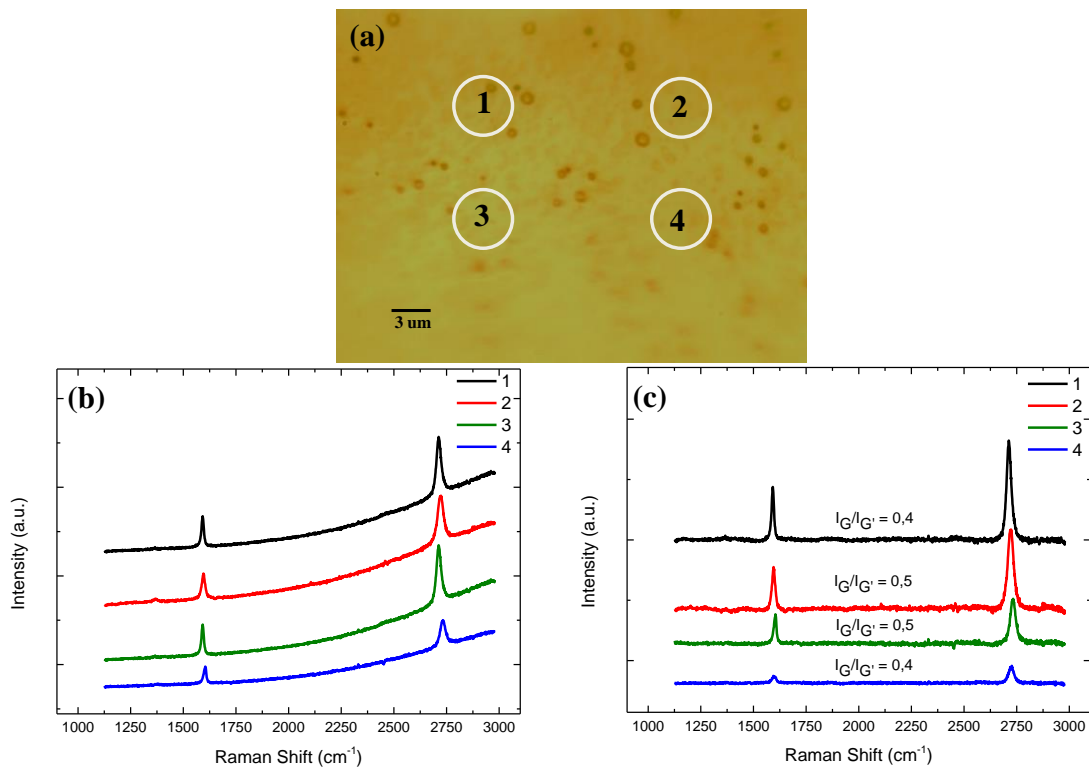 (a)
1
2
3
4
3 um
(b)
1
2
3
4
Intensity (a.u.)
1000 1250 1500 1750 2000 2250 2500 2750 3000
Raman Shift (cm⁻¹)
(c)
1
2
3
4
I_G/I_G' = 0,4
I_G/I_G' = 0,5
I_G/I_G' = 0,5
I_G/I_G' = 0,4
Intensity (a.u.)
1000 1250 1500 1750 2000 2250 2500 2750 3000
Raman Shift (cm⁻¹)